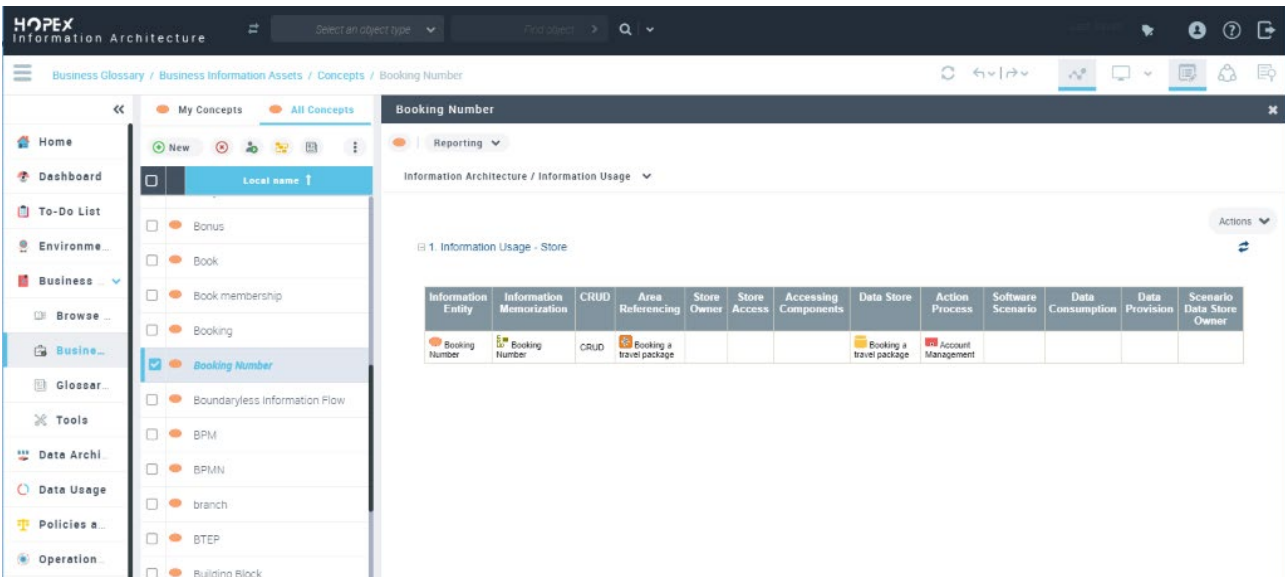 HOPEX
Information Architecture
Select an object type
Find object
Business Glossary / Business Information Assets / Concepts / Booking Number
My Concepts
All Concepts
Booking Number
Home
New
Reporting
Dashboard
Local name
Information Architecture / Information Usage
To-Do List
Bonus
Actions
Environme...
Book
1. Information Usage - Store
Business ...
Book membership
Information Entity
Information Memorization
CRUD
Area Referencing
Store Owner
Store Access
Accessing Components
Data Store
Action Process
Software Scenario
Data Consumption
Data Provision
Scenario Data Store Owner
Browse ...
Booking
Booking Number
Booking Number
CRUD
Booking a travel package
Booking a travel package
Account Management
Busine...
Booking Number
Glossar...
Boundaryless Information Flow
Tools
BPM
Data Archi...
BPMN
Data Usage
branch
Policies a...
BTEP
Operation...
Building Block